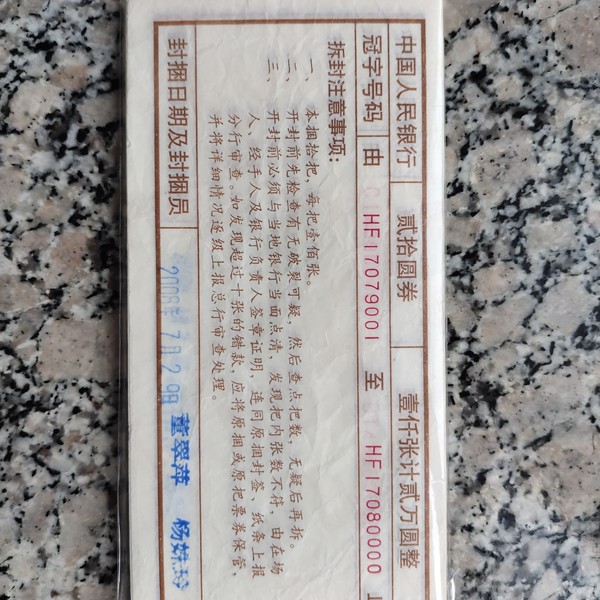 中国人民银行 贰拾圆券 壹仟张计贰万圆整
冠字号码 由 HF17079001 至 HF17080000
拆封注意事项：
一、本捆拾把，每把壹佰张。
二、开封前先检查有无破裂可疑，然后查点把数，无疑后再拆。
三、开封前必须与当地银行当面点清，发现把内张数不符，由在场
人、经手人及银行负责人签章证明，连同原捆封签、纸条上报
分行审查。如发现超过十张的错款，应将原捆或原把票券保管，
并将详细情况逐级上报总行审查处理。
封捆日期及封捆员 2006年7月29日 董翠萍 杨妹玲